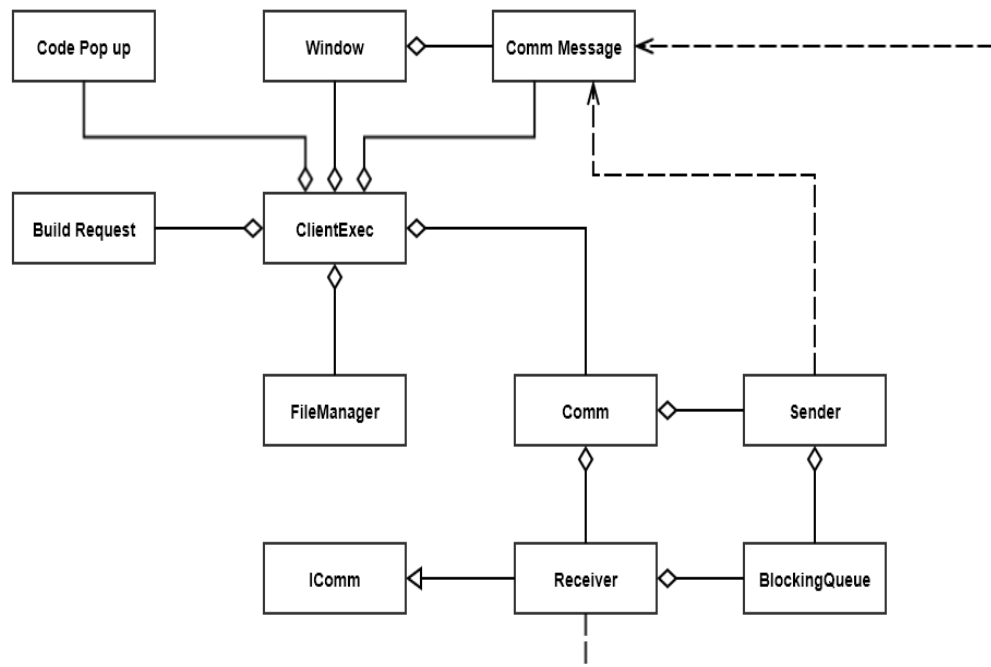 Code Pop up
Window
Comm Message
Build Request
ClientExec
FileManager
Comm
Sender
IComm
Receiver
BlockingQueue